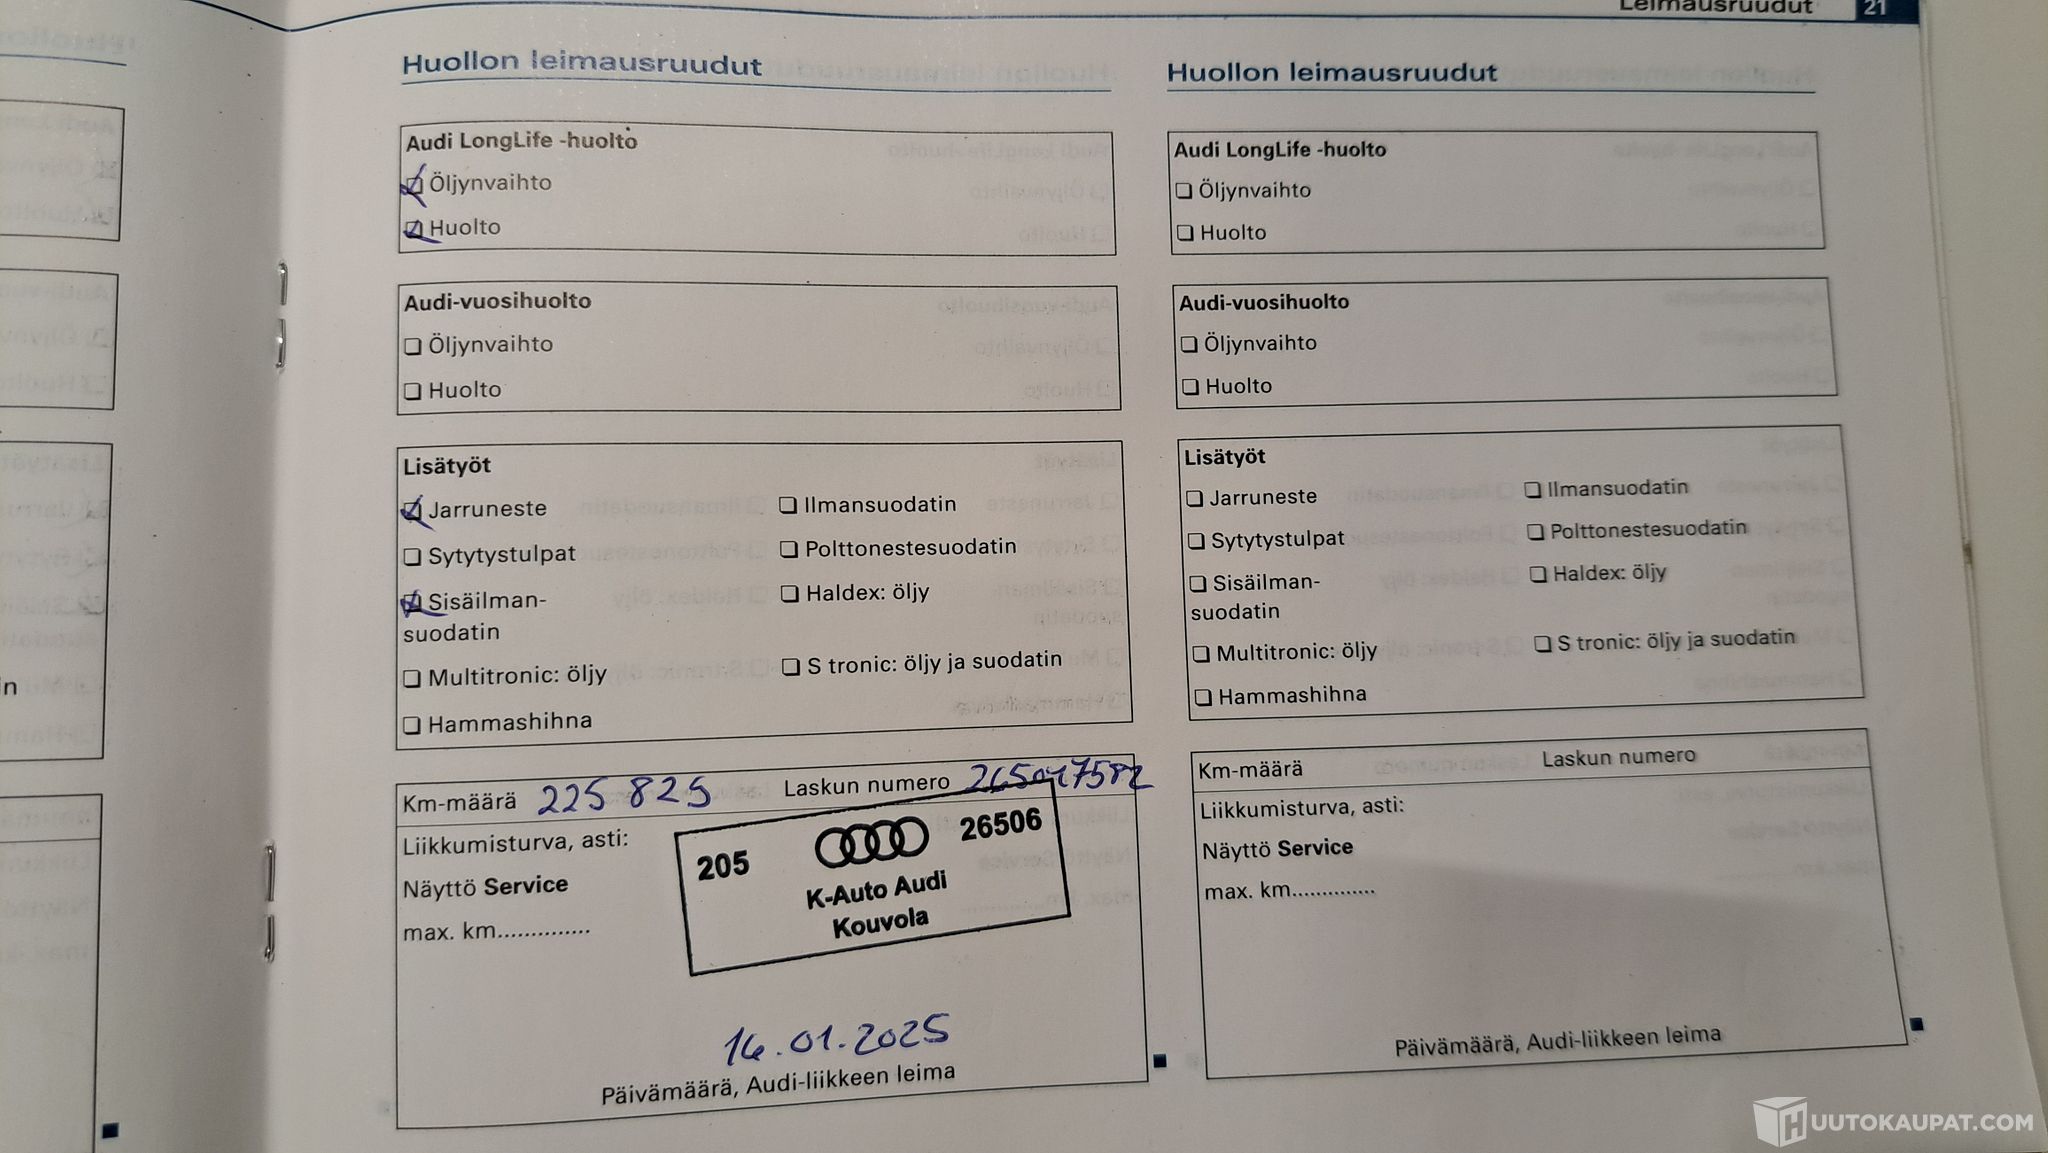 Leimausruudut 21
Huollon leimausruudut
Audi LongLife -huolto
Öljynvaihto
Huolto
Audi-vuosihuolto
Öljynvaihto
Huolto
Lisätyöt
Jarruneste
Ilmansuodatin
Sytytystulpat
Polttonestesuodatin
Sisäilman-
suodatin
Haldex: öljy
Multitronic: öljy
S tronic: öljy ja suodatin
Hammashihna
Km-määrä 225 825 Laskun numero
Liikkumisturva, asti:
Näyttö Service
max. km..............
205 26506
K-Auto Audi
Kouvola
16.01.2025
Päivämäärä, Audi-liikkeen leima
Huollon leimausruudut
Audi LongLife -huolto
Öljynvaihto
Huolto
Audi-vuosihuolto
Öljynvaihto
Huolto
Lisätyöt
Jarruneste
Ilmansuodatin
Sytytystulpat
Polttonestesuodatin
Sisäilman-
suodatin
Haldex: öljy
Multitronic: öljy
S tronic: öljy ja suodatin
Hammashihna
Km-määrä Laskun numero
Liikkumisturva, asti:
Näyttö Service
max. km..............
Päivämäärä, Audi-liikkeen leima
in
HUUTOKAUPAT.COM